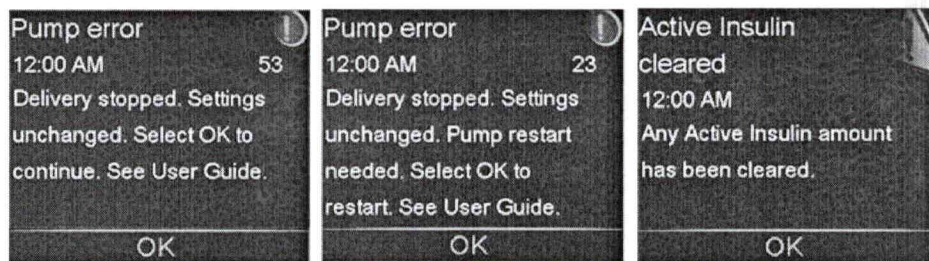 Pump error
12:00 AM 53
Delivery stopped. Settings
unchanged. Select OK to
continue. See User Guide.
OK
Pump error
12:00 AM 23
Delivery stopped. Settings
unchanged. Pump restart
needed. Select OK to
restart. See User Guide.
OK
Active Insulin
cleared
12:00 AM
Any Active Insulin amount
has been cleared.
OK